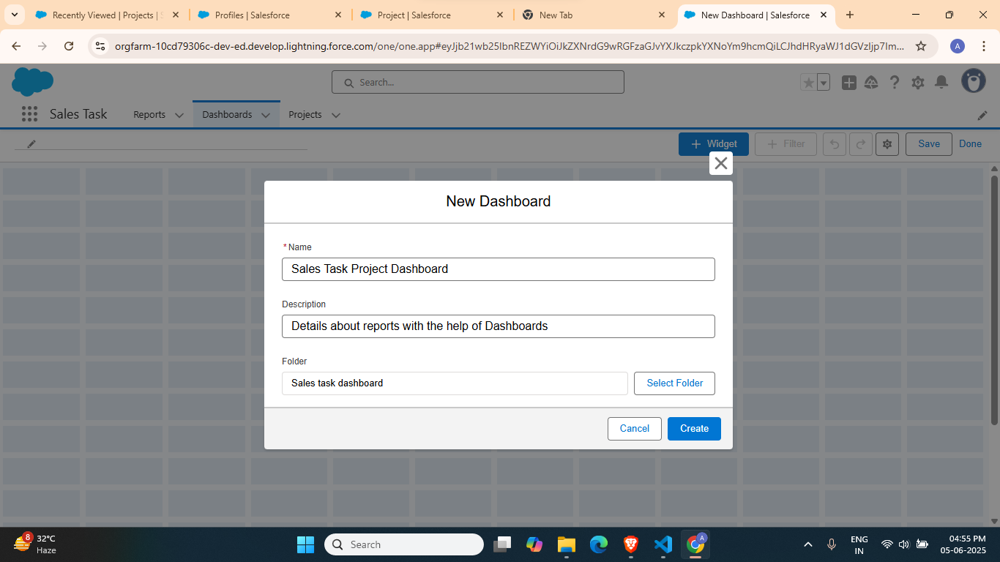 Recently Viewed | Projects | S
Profiles | Salesforce
Project | Salesforce
New Tab
New Dashboard | Salesforce
orgfarm-10cd79306c-dev-ed.develop.lightning.force.com/one/one.app#eyJjb21wb25lbnREZWYiOiJkZXNrdG9wRGFzaGJvYXJkczpkYXNoYm9hcmQiLCJhdHRyaWJ1dGVzIjp7Im...
A
Search...
Sales Task
Reports
Dashboards
Projects
Widget
Filter
Save
Done
New Dashboard
*Name
Sales Task Project Dashboard
Description
Details about reports with the help of Dashboards
Folder
Sales task dashboard
Select Folder
Cancel
Create
8
32°C
Haze
Search
A
ENG
IN
04:55 PM
05-06-2025